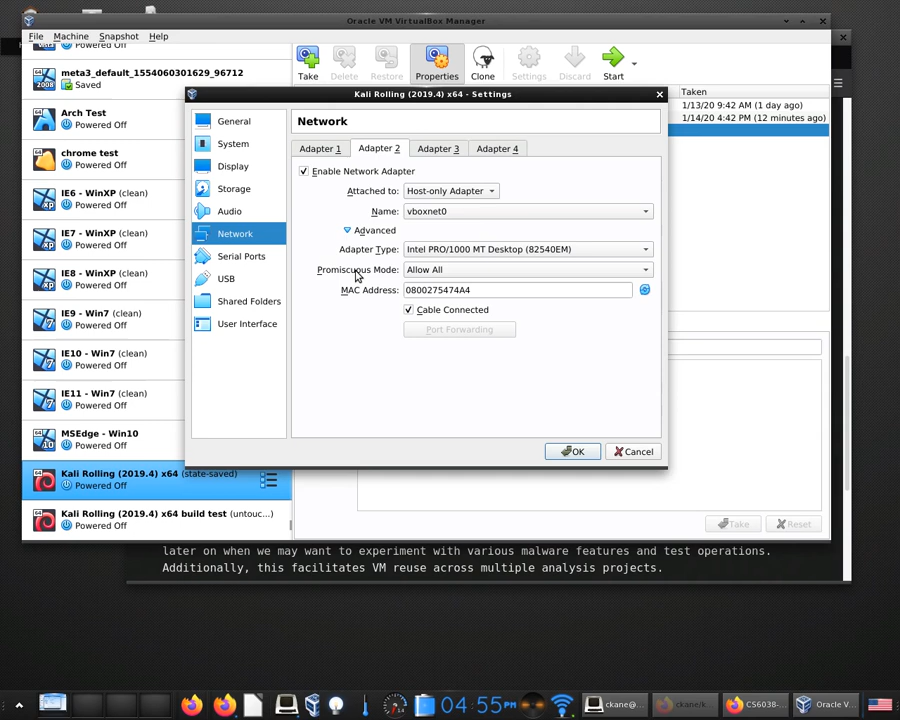 Oracle VM VirtualBox Manager
File Machine Snapshot Help
Powered Off
meta3_default_1554060301629_96712
Saved
Arch Test
Powered Off
chrome test
Powered Off
IE6 - WinXP (clean)
Powered Off
IE7 - WinXP (clean)
Powered Off
IE8 - WinXP (clean)
Powered Off
IE9 - Win7 (clean)
Powered Off
IE10 - Win7 (clean)
Powered Off
IE11 - Win7 (clean)
Powered Off
MSEdge - Win10
Powered Off
Kali Rolling (2019.4) x64 (state-saved)
Powered Off
Kali Rolling (2019.4) x64 build test (untouc...)
Powered Off
Take Delete Restore Properties Clone Settings Discard Start
Taken
1/13/20 9:42 AM (1 day ago)
1/14/20 4:42 PM (12 minutes ago)
Kali Rolling (2019.4) x64 - Settings
General
System
Display
Storage
Audio
Network
Serial Ports
USB
Shared Folders
User Interface
Network
Adapter 1 Adapter 2 Adapter 3 Adapter 4
Enable Network Adapter
Attached to: Host-only Adapter
Name: vboxnet0
Advanced
Adapter Type: Intel PRO/1000 MT Desktop (82540EM)
Promiscuous Mode: Allow All
MAC Address: 0800275474A4
Cable Connected
Port Forwarding
OK Cancel
Take Reset
later on when we may want to experiment with various malware features and test operations.
Additionally, this facilitates VM reuse across multiple analysis projects.
04:55PM ckane@... ckane/k... CS6038-... Oracle V...